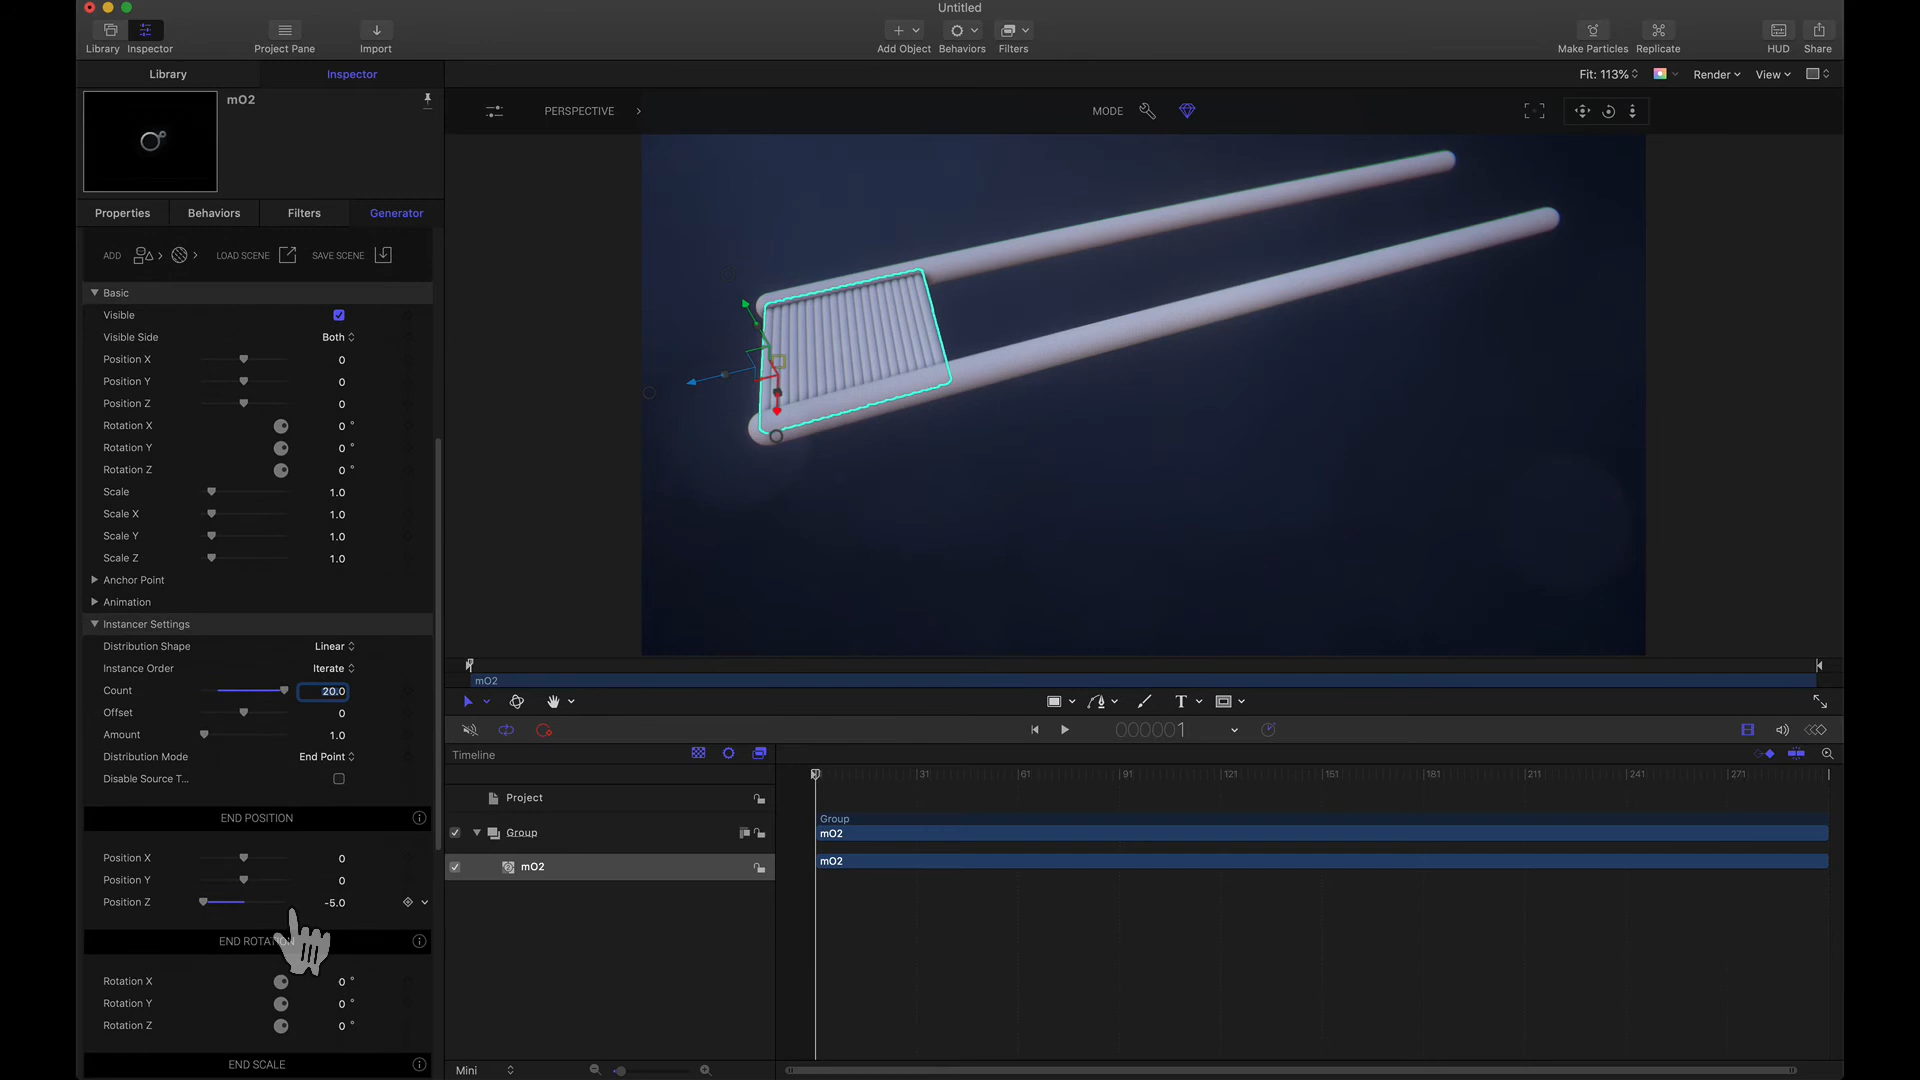 Untitled
Library
Inspector
Project Pane
Import
Add Object
Behaviors
Filters
Make Particles
Replicate
HUD
Share
Library
Inspector
Fit: 113%
Render
View
mO2
PERSPECTIVE
MODE
Properties
Behaviors
Filters
Generator
ADD
LOAD SCENE
SAVE SCENE
Basic
Visible
Visible Side Both
Position X 0
Position Y 0
Position Z 0
Rotation X 0 °
Rotation Y 0 °
Rotation Z 0 °
Scale 1.0
Scale X 1.0
Scale Y 1.0
Scale Z 1.0
Anchor Point
Animation
Instancer Settings
Distribution Shape Linear
Instance Order Iterate
Count 20.0
Offset 0
Amount 1.0
Distribution Mode End Point
Disable Source T...
END POSITION
Position X 0
Position Y 0
Position Z -5.0
END ROTATION
Rotation X 0 °
Rotation Y 0 °
Rotation Z 0 °
END SCALE
mO2
T
000001
Timeline
31 61 91 121 151 181 211 241 271
Project
Group
mO2
Group
mO2
mO2
Mini